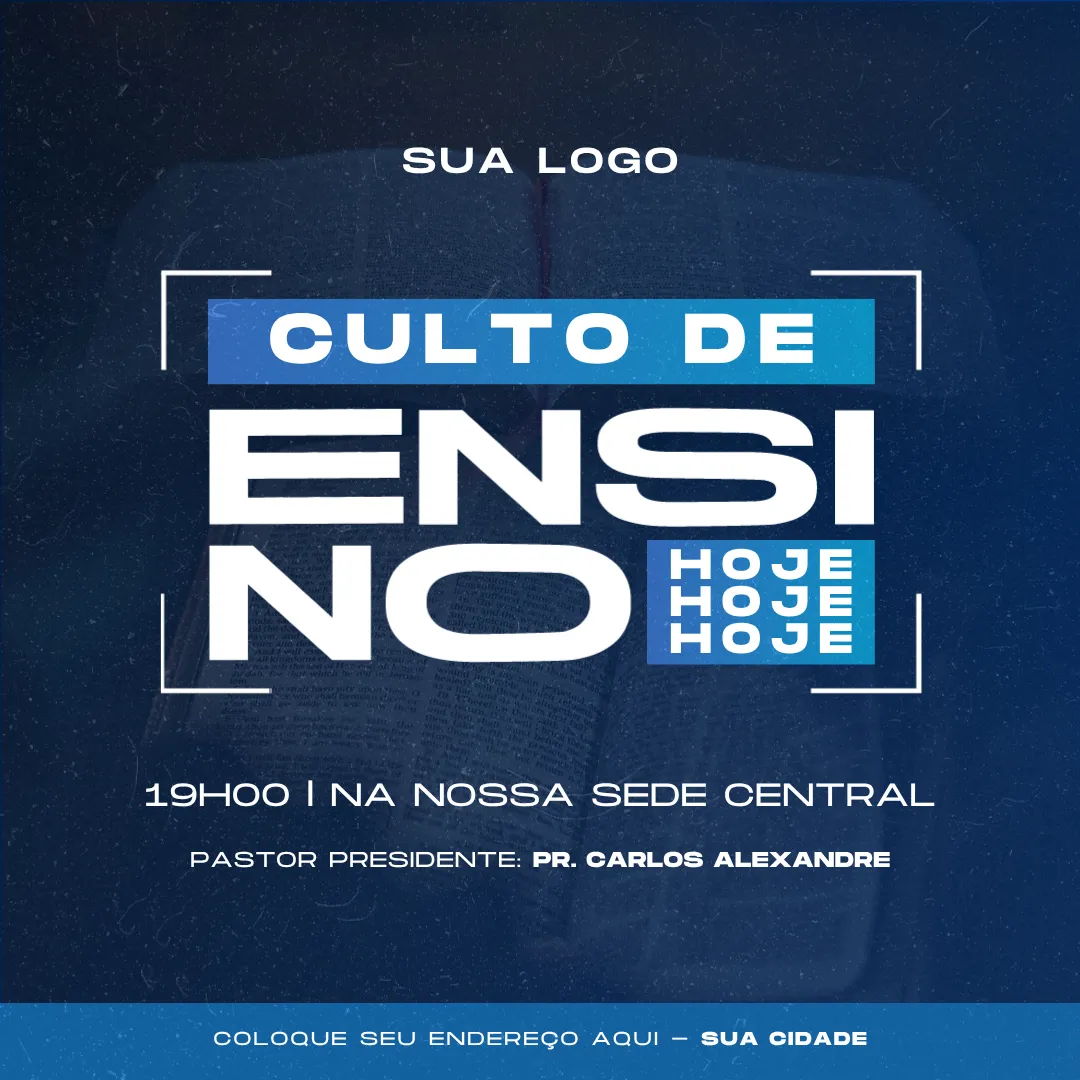 SUA LOGO
CULTO DE
ENSI
NO
HOJE
HOJE
HOJE
19H00 | NA NOSSA SEDE CENTRAL
PASTOR PRESIDENTE: PR. CARLOS ALEXANDRE
COLOQUE SEU ENDEREÇO AQUI – SUA CIDADE